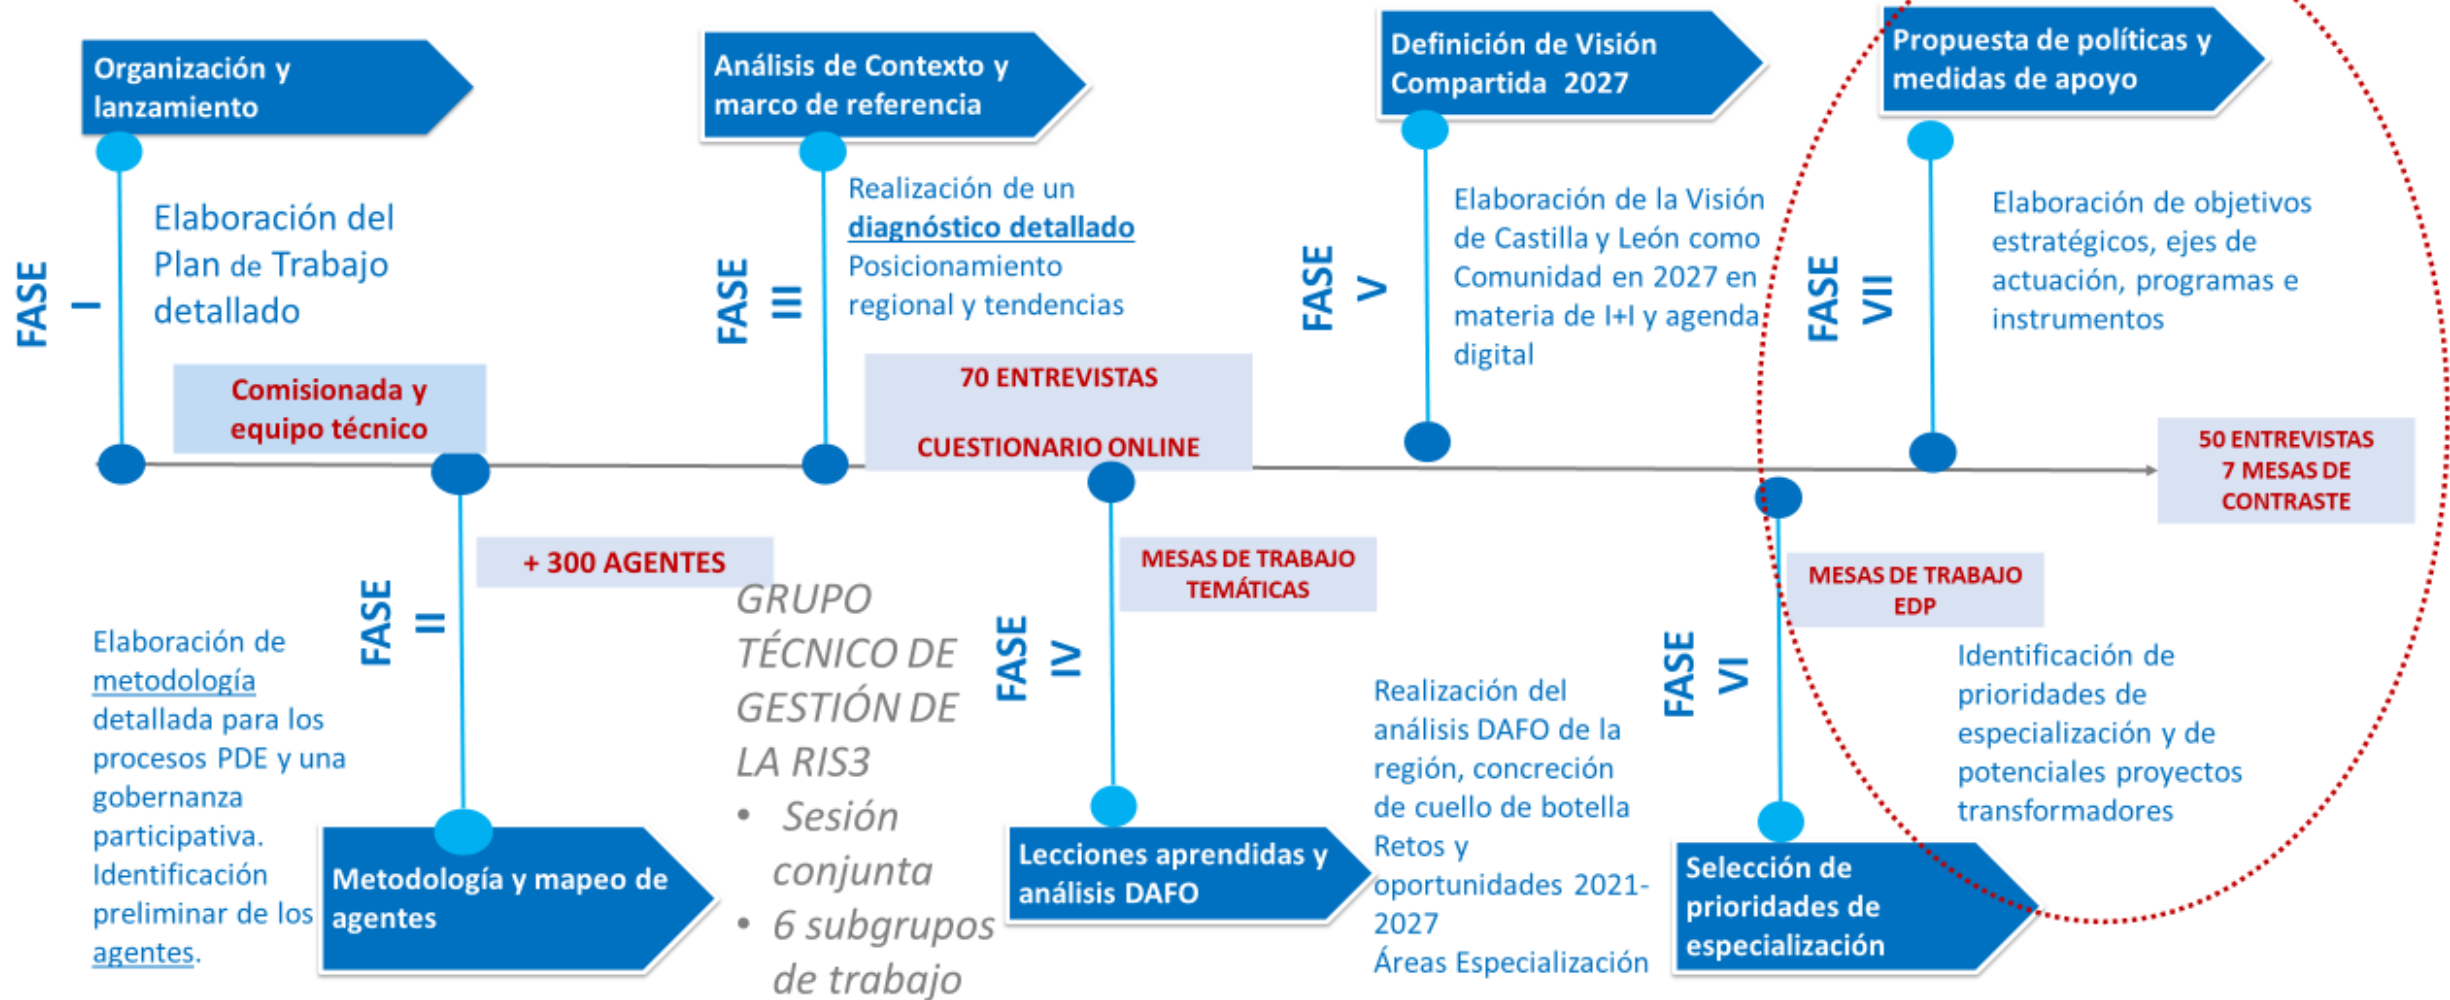 Organización y
lanzamiento
FASE
I
Elaboración del
Plan de Trabajo
detallado
Comisionada y
equipo técnico
Elaboración de
metodología
detallada para los
procesos PDE y una
gobernanza
participativa.
Identificación
preliminar de los
agentes.
FASE
II
+ 300 AGENTES
Metodología y mapeo de
agentes
GRUPO
TÉCNICO DE
GESTIÓN DE
LA RIS3
• Sesión
conjunta
• 6 subgrupos
de trabajo
Análisis de Contexto y
marco de referencia
FASE
III
Realización de un
diagnóstico detallado
Posicionamiento
regional y tendencias
70 ENTREVISTAS
CUESTIONARIO ONLINE
FASE
IV
MESAS DE TRABAJO
TEMÁTICAS
Lecciones aprendidas y
análisis DAFO
Realización del
análisis DAFO de la
región, concreción
de cuello de botella
Retos y
oportunidades 2021-
2027
Áreas Especialización
Definición de Visión
Compartida 2027
FASE
V
Elaboración de la Visión
de Castilla y León como
Comunidad en 2027 en
materia de I+I y agenda
digital
FASE
VI
MESAS DE TRABAJO
EDP
Identificación de
prioridades de
especialización y de
potenciales proyectos
transformadores
Selección de
prioridades de
especialización
Propuesta de políticas y
medidas de apoyo
FASE
VII
Elaboración de objetivos
estratégicos, ejes de
actuación, programas e
instrumentos
50 ENTREVISTAS
7 MESAS DE
CONTRASTE